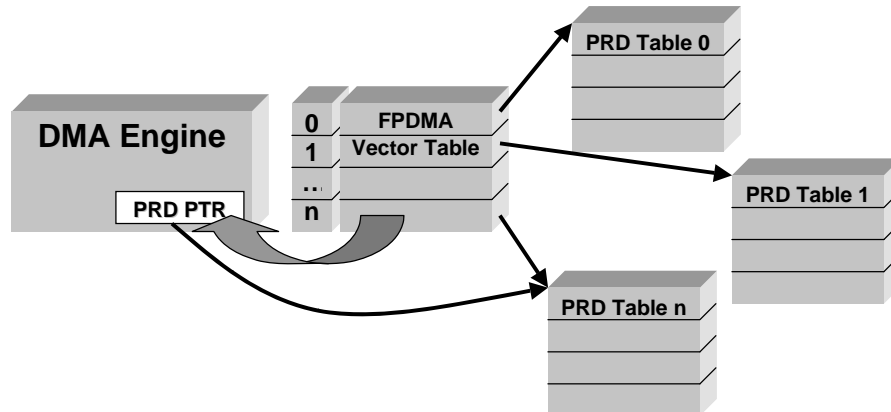 PRD Table 0
DMA Engine
0
FPDMA
1
Vector Table
...
n
PRD PTR
PRD Table 1
PRD Table n